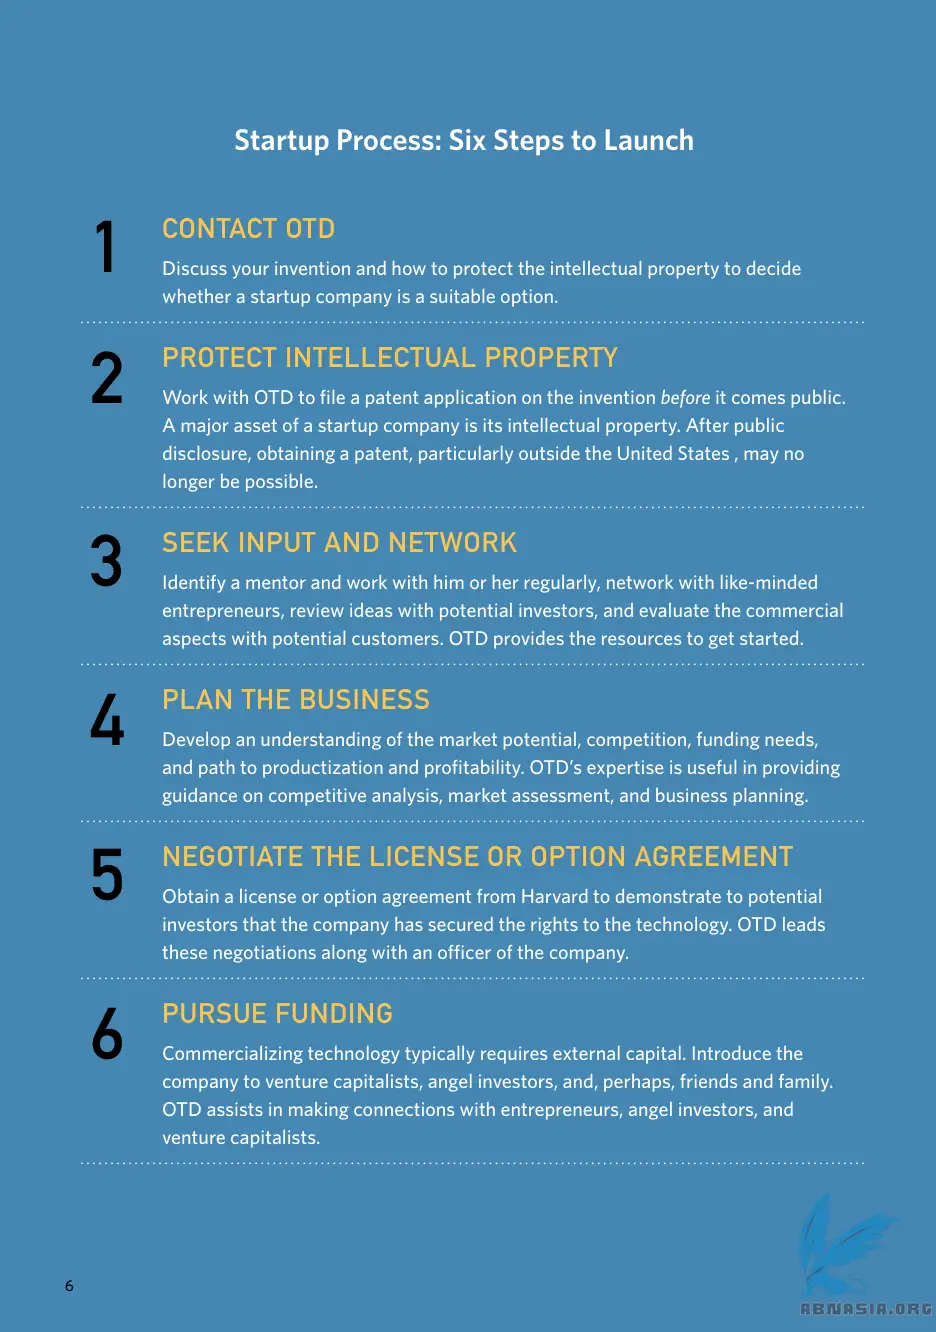 Startup Process: Six Steps to Launch
1
CONTACT OTD
Discuss your invention and how to protect the intellectual property to decide
whether a startup company is a suitable option.
2
PROTECT INTELLECTUAL PROPERTY
Work with OTD to file a patent application on the invention before it comes public.
A major asset of a startup company is its intellectual property. After public
disclosure, obtaining a patent, particularly outside the United States , may no
longer be possible.
3
SEEK INPUT AND NETWORK
Identify a mentor and work with him or her regularly, network with like-minded
entrepreneurs, review ideas with potential investors, and evaluate the commercial
aspects with potential customers. OTD provides the resources to get started.
4
PLAN THE BUSINESS
Develop an understanding of the market potential, competition, funding needs,
and path to productization and profitability. OTD’s expertise is useful in providing
guidance on competitive analysis, market assessment, and business planning.
5
NEGOTIATE THE LICENSE OR OPTION AGREEMENT
Obtain a license or option agreement from Harvard to demonstrate to potential
investors that the company has secured the rights to the technology. OTD leads
these negotiations along with an officer of the company.
6
PURSUE FUNDING
Commercializing technology typically requires external capital. Introduce the
company to venture capitalists, angel investors, and, perhaps, friends and family.
OTD assists in making connections with entrepreneurs, angel investors, and
venture capitalists.
6
ABNASIA.ORG